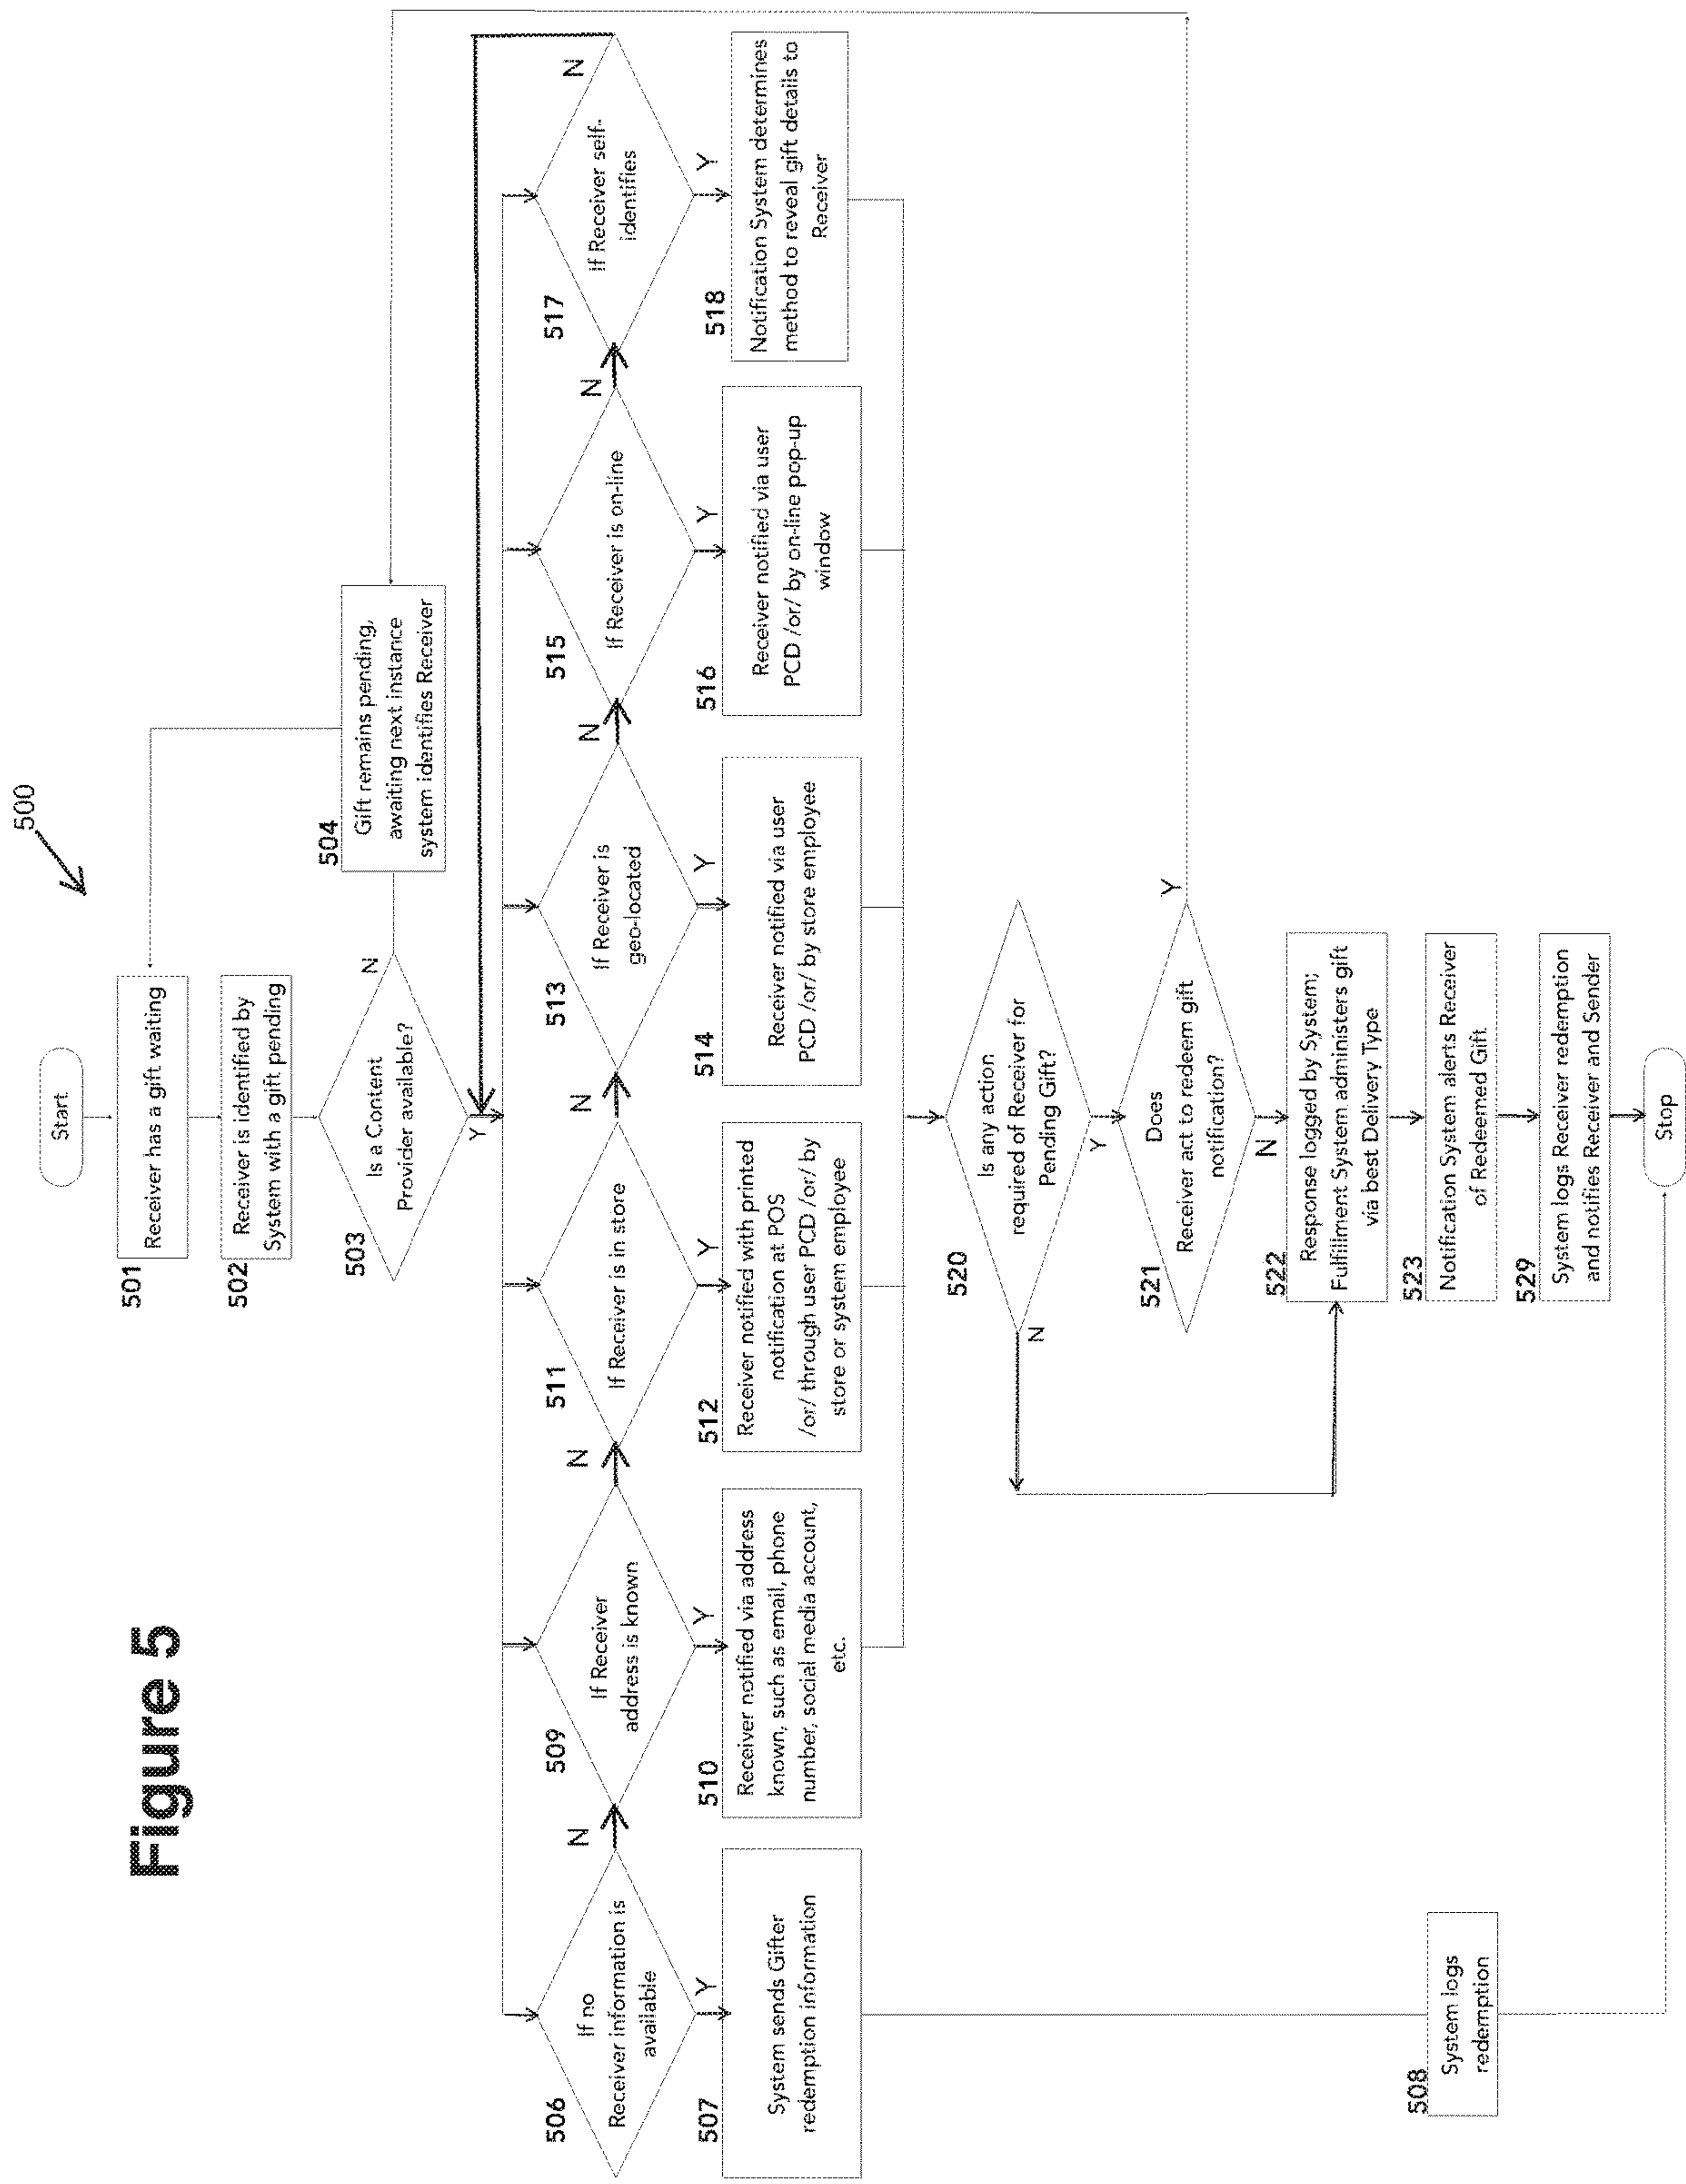 Figure 5
500
Start
501
Receiver has a gift waiting
502
Receiver is identified by
System with a gift pending
503
Is a Content
Provider available?
N
Y
504
Gift remains pending,
awaiting next instance
system identifies Receiver
506
If no
Receiver information is
available
N
Y
507
System sends Gifter
redemption information
509
If Receiver
address is known
N
Y
510
Receiver notified via address
known, such as email, phone
number, social media account,
etc.
511
If Receiver is in store
N
Y
512
Receiver notified with printed
notification at POS
/or/ through user PCD /or/ by
store or system employee
513
If Receiver is
geo-located
N
Y
514
Receiver notified via user
PCD /or/ by store employee
515
If Receiver is on-line
N
Y
516
Receiver notified via user
PCD /or/ by on-line pop-up
window
517
If Receiver self-
identifies
N
Y
518
Notification System determines
method to reveal gift details to
Receiver
520
Is any action
required of Receiver for
Pending Gift?
N
Y
521
Does
Receiver act to redeem gift
notification?
Y
N
522
Response logged by System;
Fulfillment System administers gift
via best Delivery Type
523
Notification System alerts Receiver
of Redeemed Gift
508
System logs
redemption
529
System logs Receiver redemption
and notifies Receiver and Sender
Stop